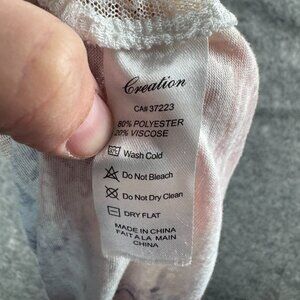 Creation
CA# 37223
80% POLYESTER
20% VISCOSE
Wash Cold
Do Not Bleach
Do Not Dry Clean
DRY FLAT
MADE IN CHINA
FAIT A LA MAIN
CHINA